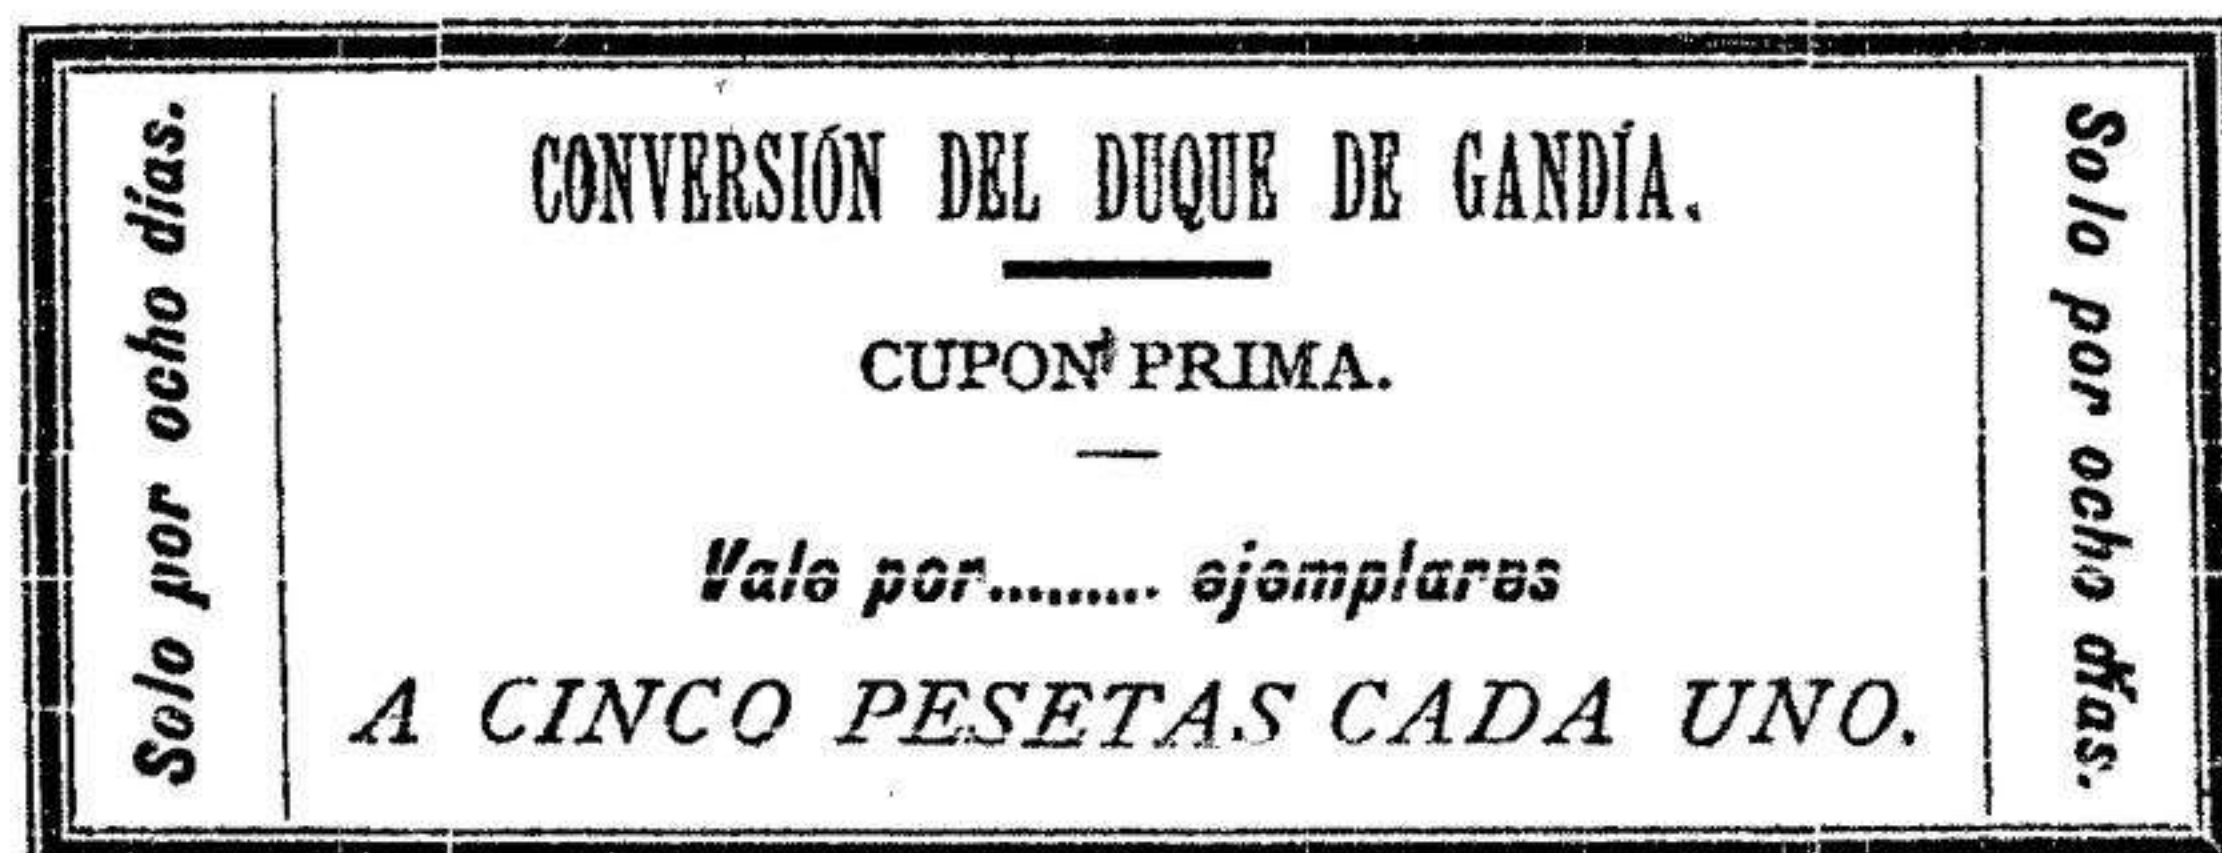 Solo por ocho días.
CONVERSIÓN DEL DUQUE DE GANDÍA.
CUPON PRIMA.
Vale por......... ejemplares
A CINCO PESETAS CADA UNO.
Solo por ocho días.